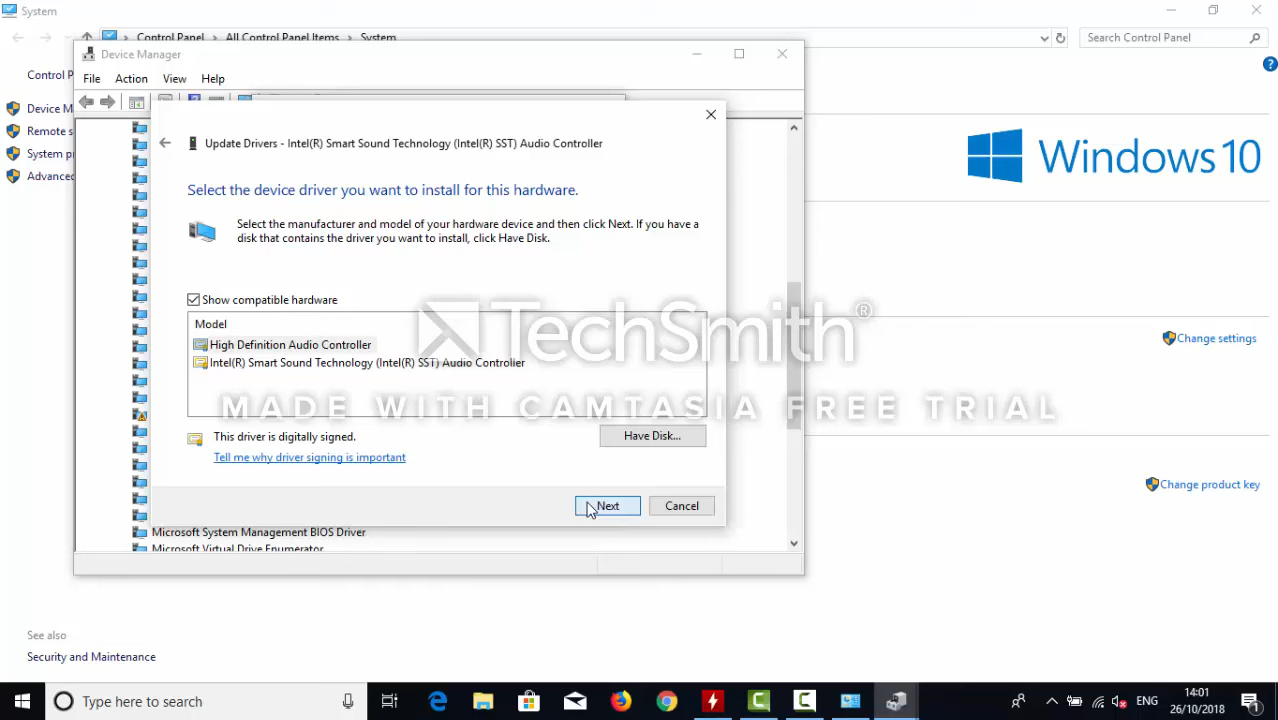 System
Control Panel > All Control Panel Items > System
Search Control Panel
Device Manager
Control P
File Action View Help
Device M
Remote s
System pr
Advanced
Update Drivers - Intel(R) Smart Sound Technology (Intel(R) SST) Audio Controller
Windows 10
Select the device driver you want to install for this hardware.
Select the manufacturer and model of your hardware device and then click Next. If you have a
disk that contains the driver you want to install, click Have Disk.
Show compatible hardware
Model
High Definition Audio Controller
Intel(R) Smart Sound Technology (Intel(R) SST) Audio Controller
TechSmith®
MADE WITH CAMTASIA FREE TRIAL
Change settings
This driver is digitally signed.
Have Disk...
Tell me why driver signing is important
Change product key
Next
Cancel
Microsoft System Management BIOS Driver
Microsoft Virtual Drive Enumerator
See also
Security and Maintenance
Type here to search
ENG
14:01
26/10/2018
1